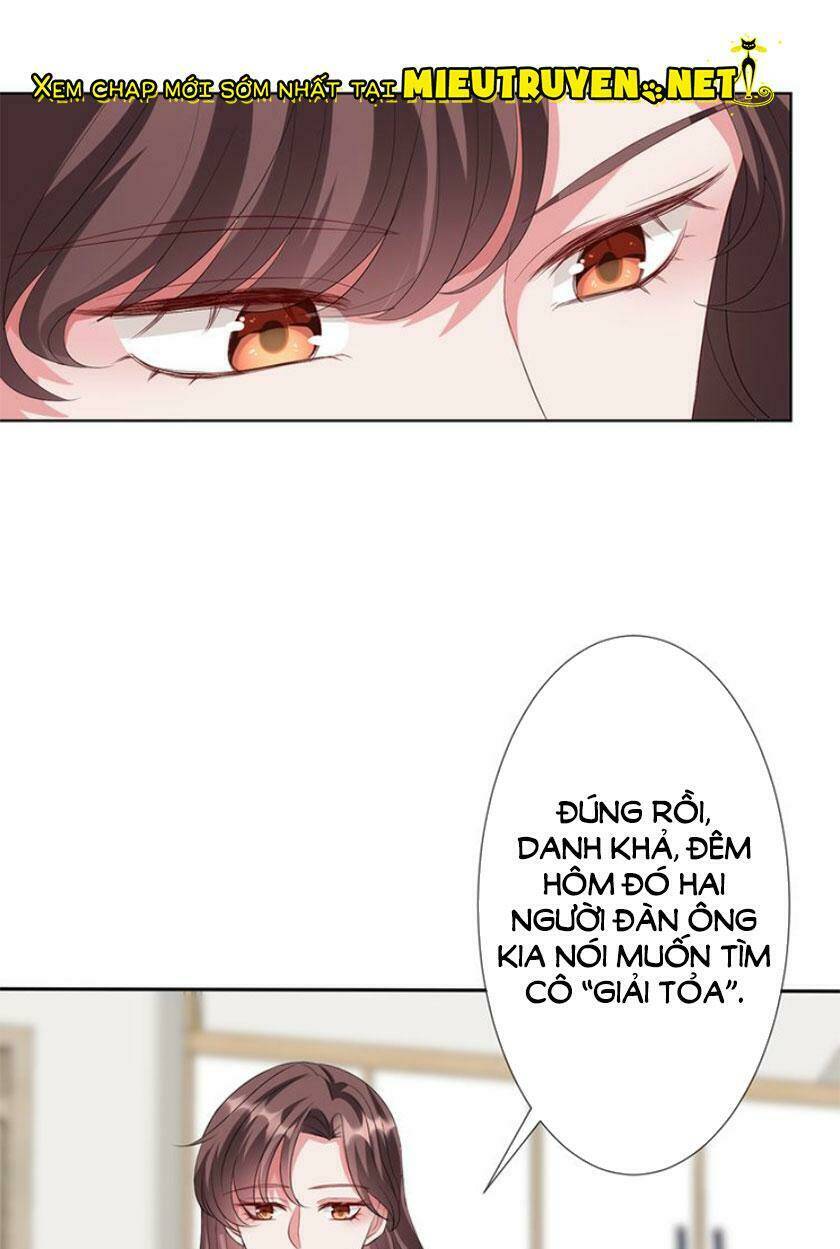 XEM CHAP MỚI SỚM NHẤT TẠI MIEUTRUYEN.NET
ĐÚNG RỒI,
DANH KHẢ, ĐÊM
HÔM ĐÓ HAI
NGƯỜI ĐÀN ÔNG
KIA NÓI MUỐN TÌM
CÔ “GIẢI TỎA”.